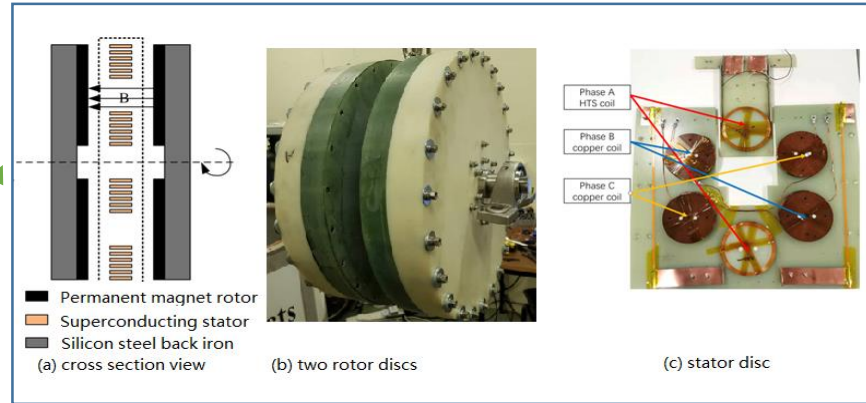 B
Permanent magnet rotor
Superconducting stator
Silicon steel back iron
(a) cross section view
(b) two rotor discs
Phase A
HTS coil
Phase B
copper coil
Phase C
copper coil
(c) stator disc